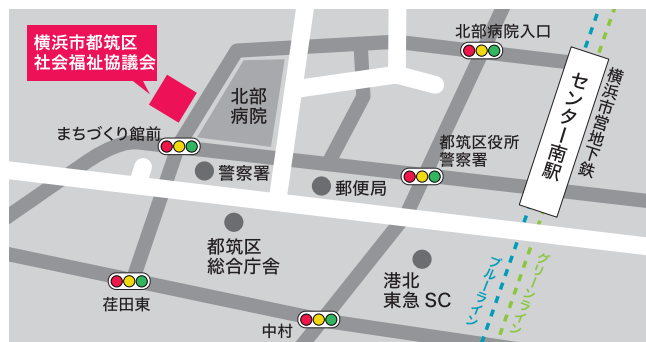 横浜市都筑区
社会福祉協議会
北部病院入口
北部
病院
まちづくり館前
警察署
郵便局
都筑区役所
警察署
センター南駅
横浜市営地下鉄
都筑区
総合庁舎
港北
東急 SC
荏田東
中村
ブルーライン
グリーンライン